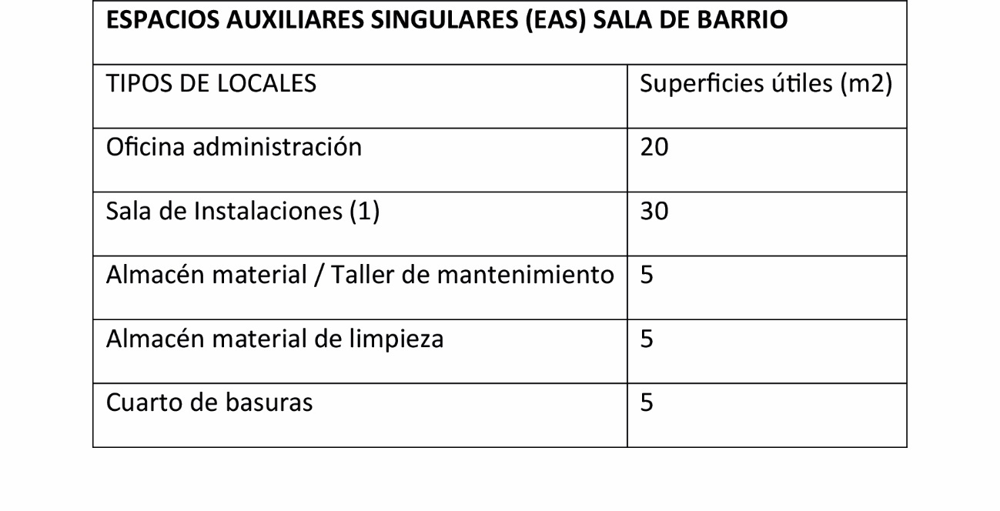 ESPACIOS AUXILIARES SINGULARES (EAS) SALA DE BARRIO
TIPOS DE LOCALES Superficies útiles (m2)
Oficina administración 20
Sala de Instalaciones (1) 30
Almacén material / Taller de mantenimiento 5
Almacén material de limpieza 5
Cuarto de basuras 5